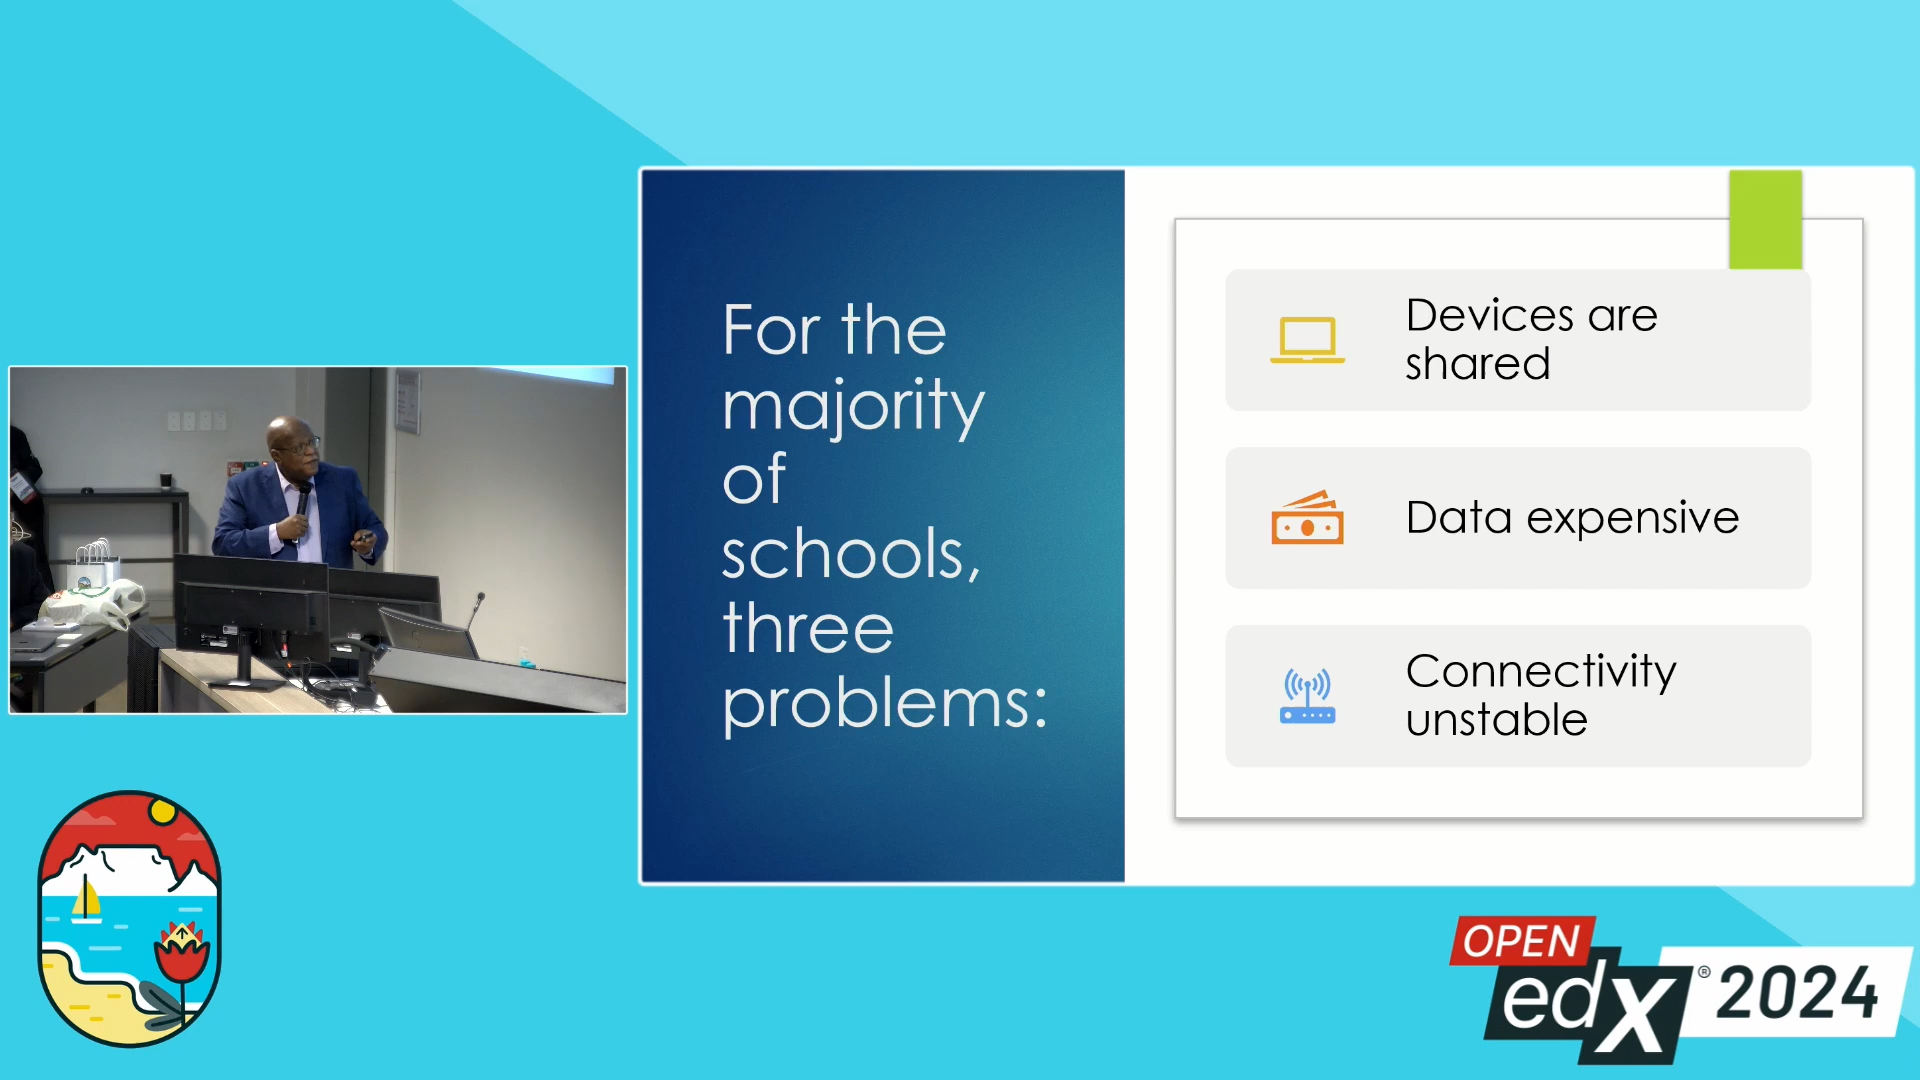 For the
majority
of
schools,
three
problems:
Devices are
shared
Data expensive
Connectivity
unstable
OPEN
edX® 2024